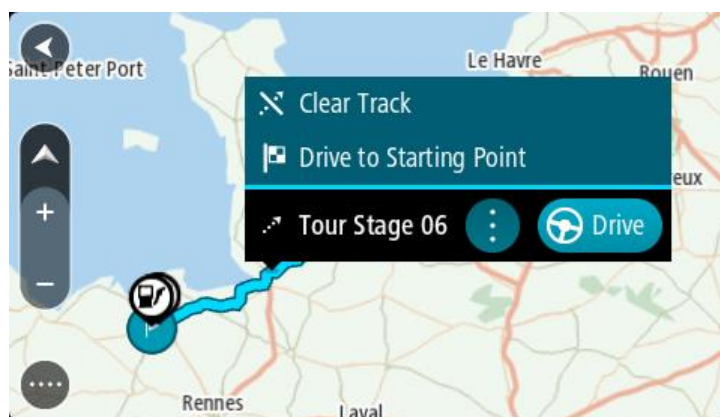 Saint Peter Port
Le Havre
Rouen
Clear Track
Drive to Starting Point
eux
Tour Stage 06
Drive
Rennes
Laval